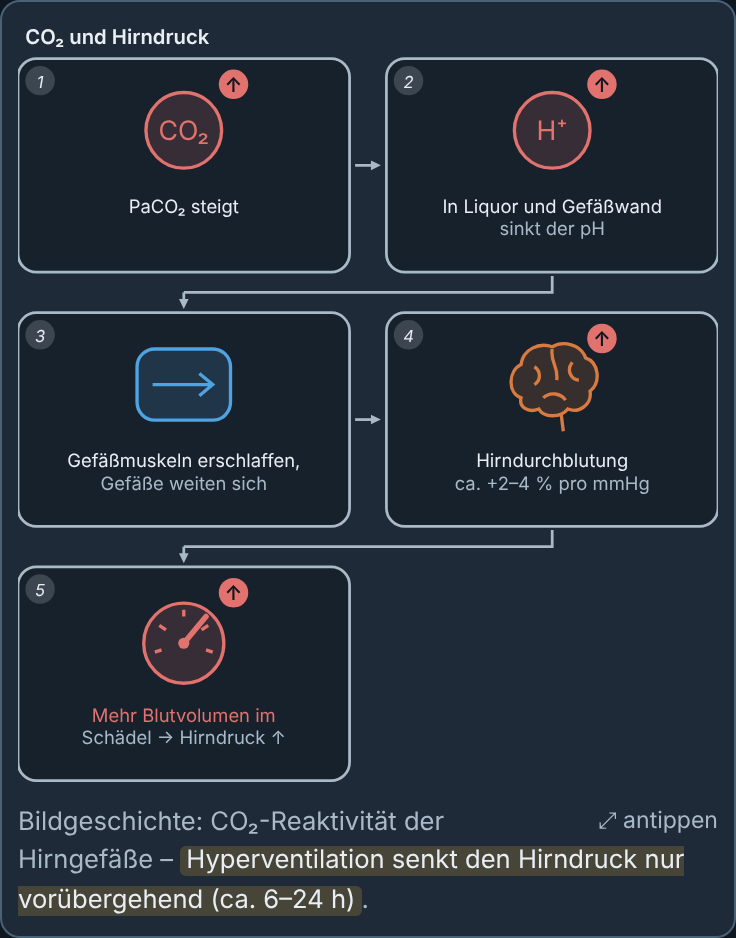 CO₂ und Hirndruck
1
↑
CO₂
PaCO₂ steigt
2
↑
H⁺
In Liquor und Gefäßwand
sinkt der pH
3
Gefäßmuskeln erschlaffen,
Gefäße weiten sich
4
↑
Hirndurchblutung
ca. +2–4 % pro mmHg
5
↑
Mehr Blutvolumen im
Schädel → Hirndruck ↑
Bildgeschichte: CO₂-Reaktivität der
⤢ antippen
Hirngefäße – Hyperventilation senkt den Hirndruck nur
vorübergehend (ca. 6–24 h).